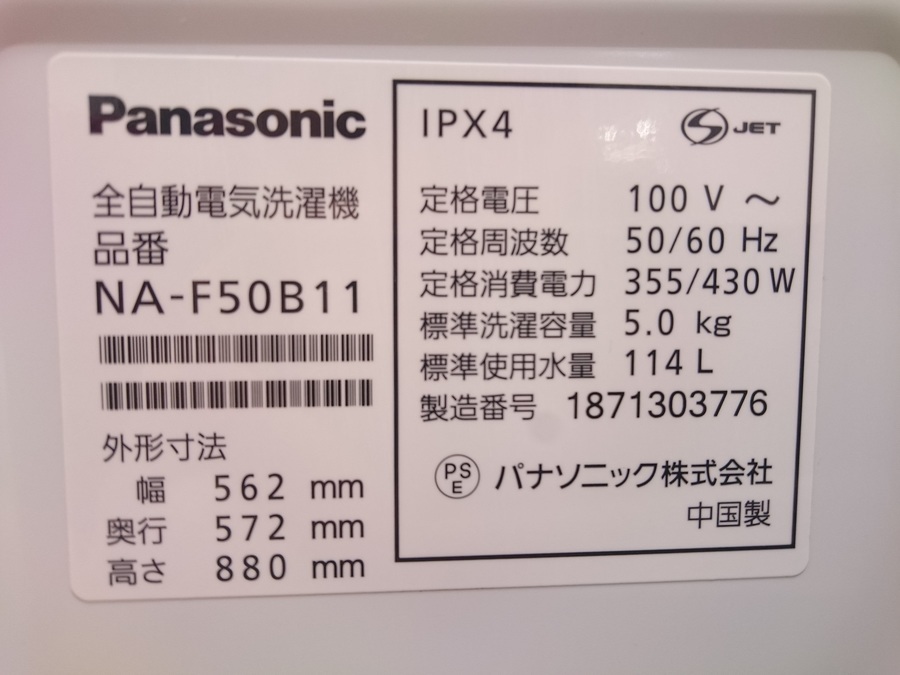 Panasonic
全自動電気洗濯機
品番
NA-F50B11
外形寸法
幅 562 mm
奥行 572 mm
高さ 880 mm
IPX4
S JET
定格電圧 100 V ～
定格周波数 50/60 Hz
定格消費電力 355/430 W
標準洗濯容量 5.0 kg
標準使用水量 114 L
製造番号 1871303776
PS
E
パナソニック株式会社
中国製